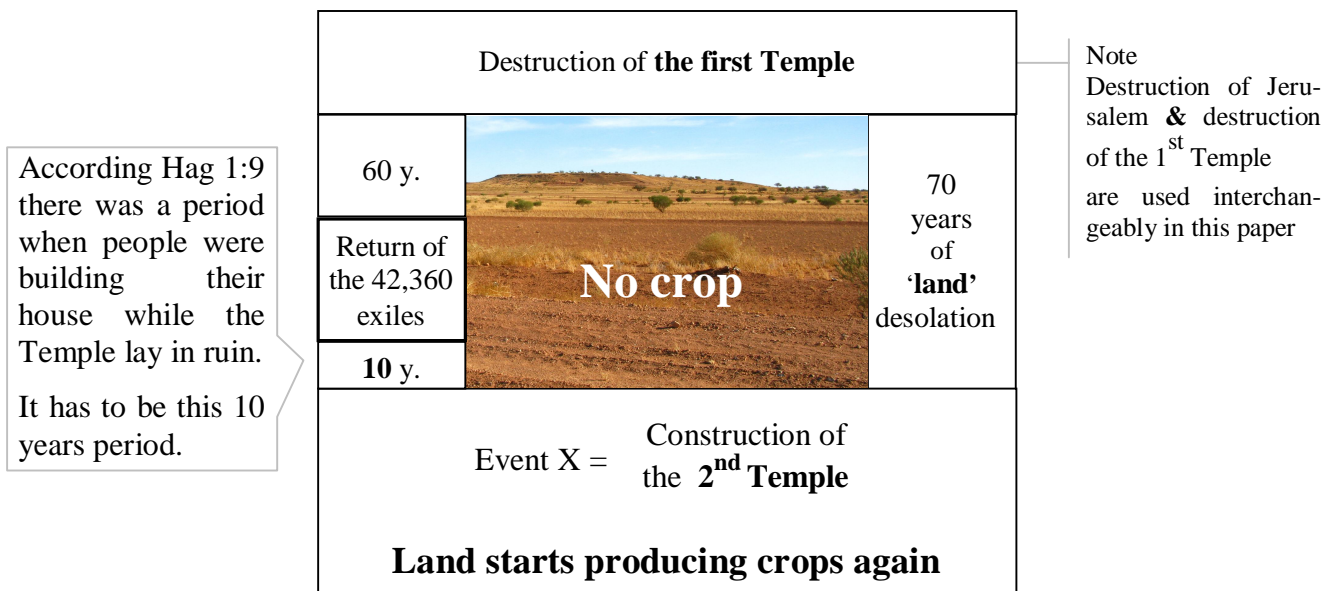 Destruction of the first Temple
Note
Destruction of Jeru-
salem & destruction
of the 1st Temple
are used interchan-
geably in this paper
According Hag 1:9
there was a period
when people were
building their
house while the
Temple lay in ruin.
It has to be this 10
years period.
60 y.
Return of
the 42,360
exiles
10 y.
No crop
70
years
of
‘land’
desolation
Event X =
Construction of
the 2nd Temple
Land starts producing crops again